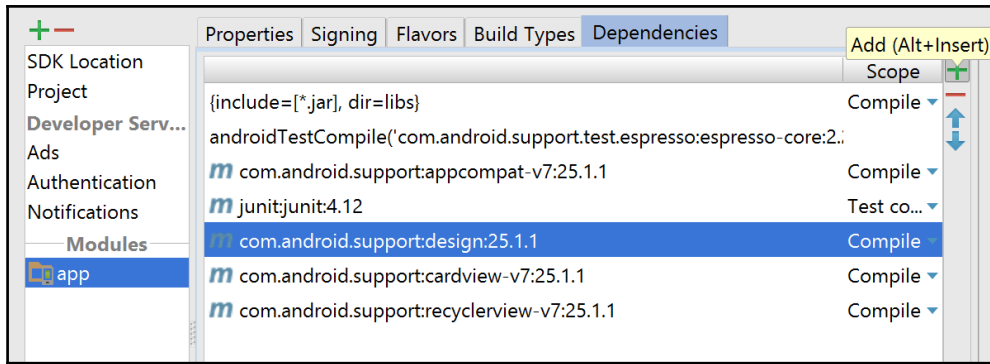 Properties Signing Flavors Build Types Dependencies
Add (Alt+Insert)
SDK Location
Project
Developer Serv...
Ads
Authentication
Notifications
Modules
app
Scope
{include=[*.jar], dir=libs} Compile
androidTestCompile('com.android.support.test.espresso:espresso-core:2.
m com.android.support:appcompat-v7:25.1.1 Compile
m junit:junit:4.12 Test co...
m com.android.support:design:25.1.1 Compile
m com.android.support:cardview-v7:25.1.1 Compile
m com.android.support:recyclerview-v7:25.1.1 Compile